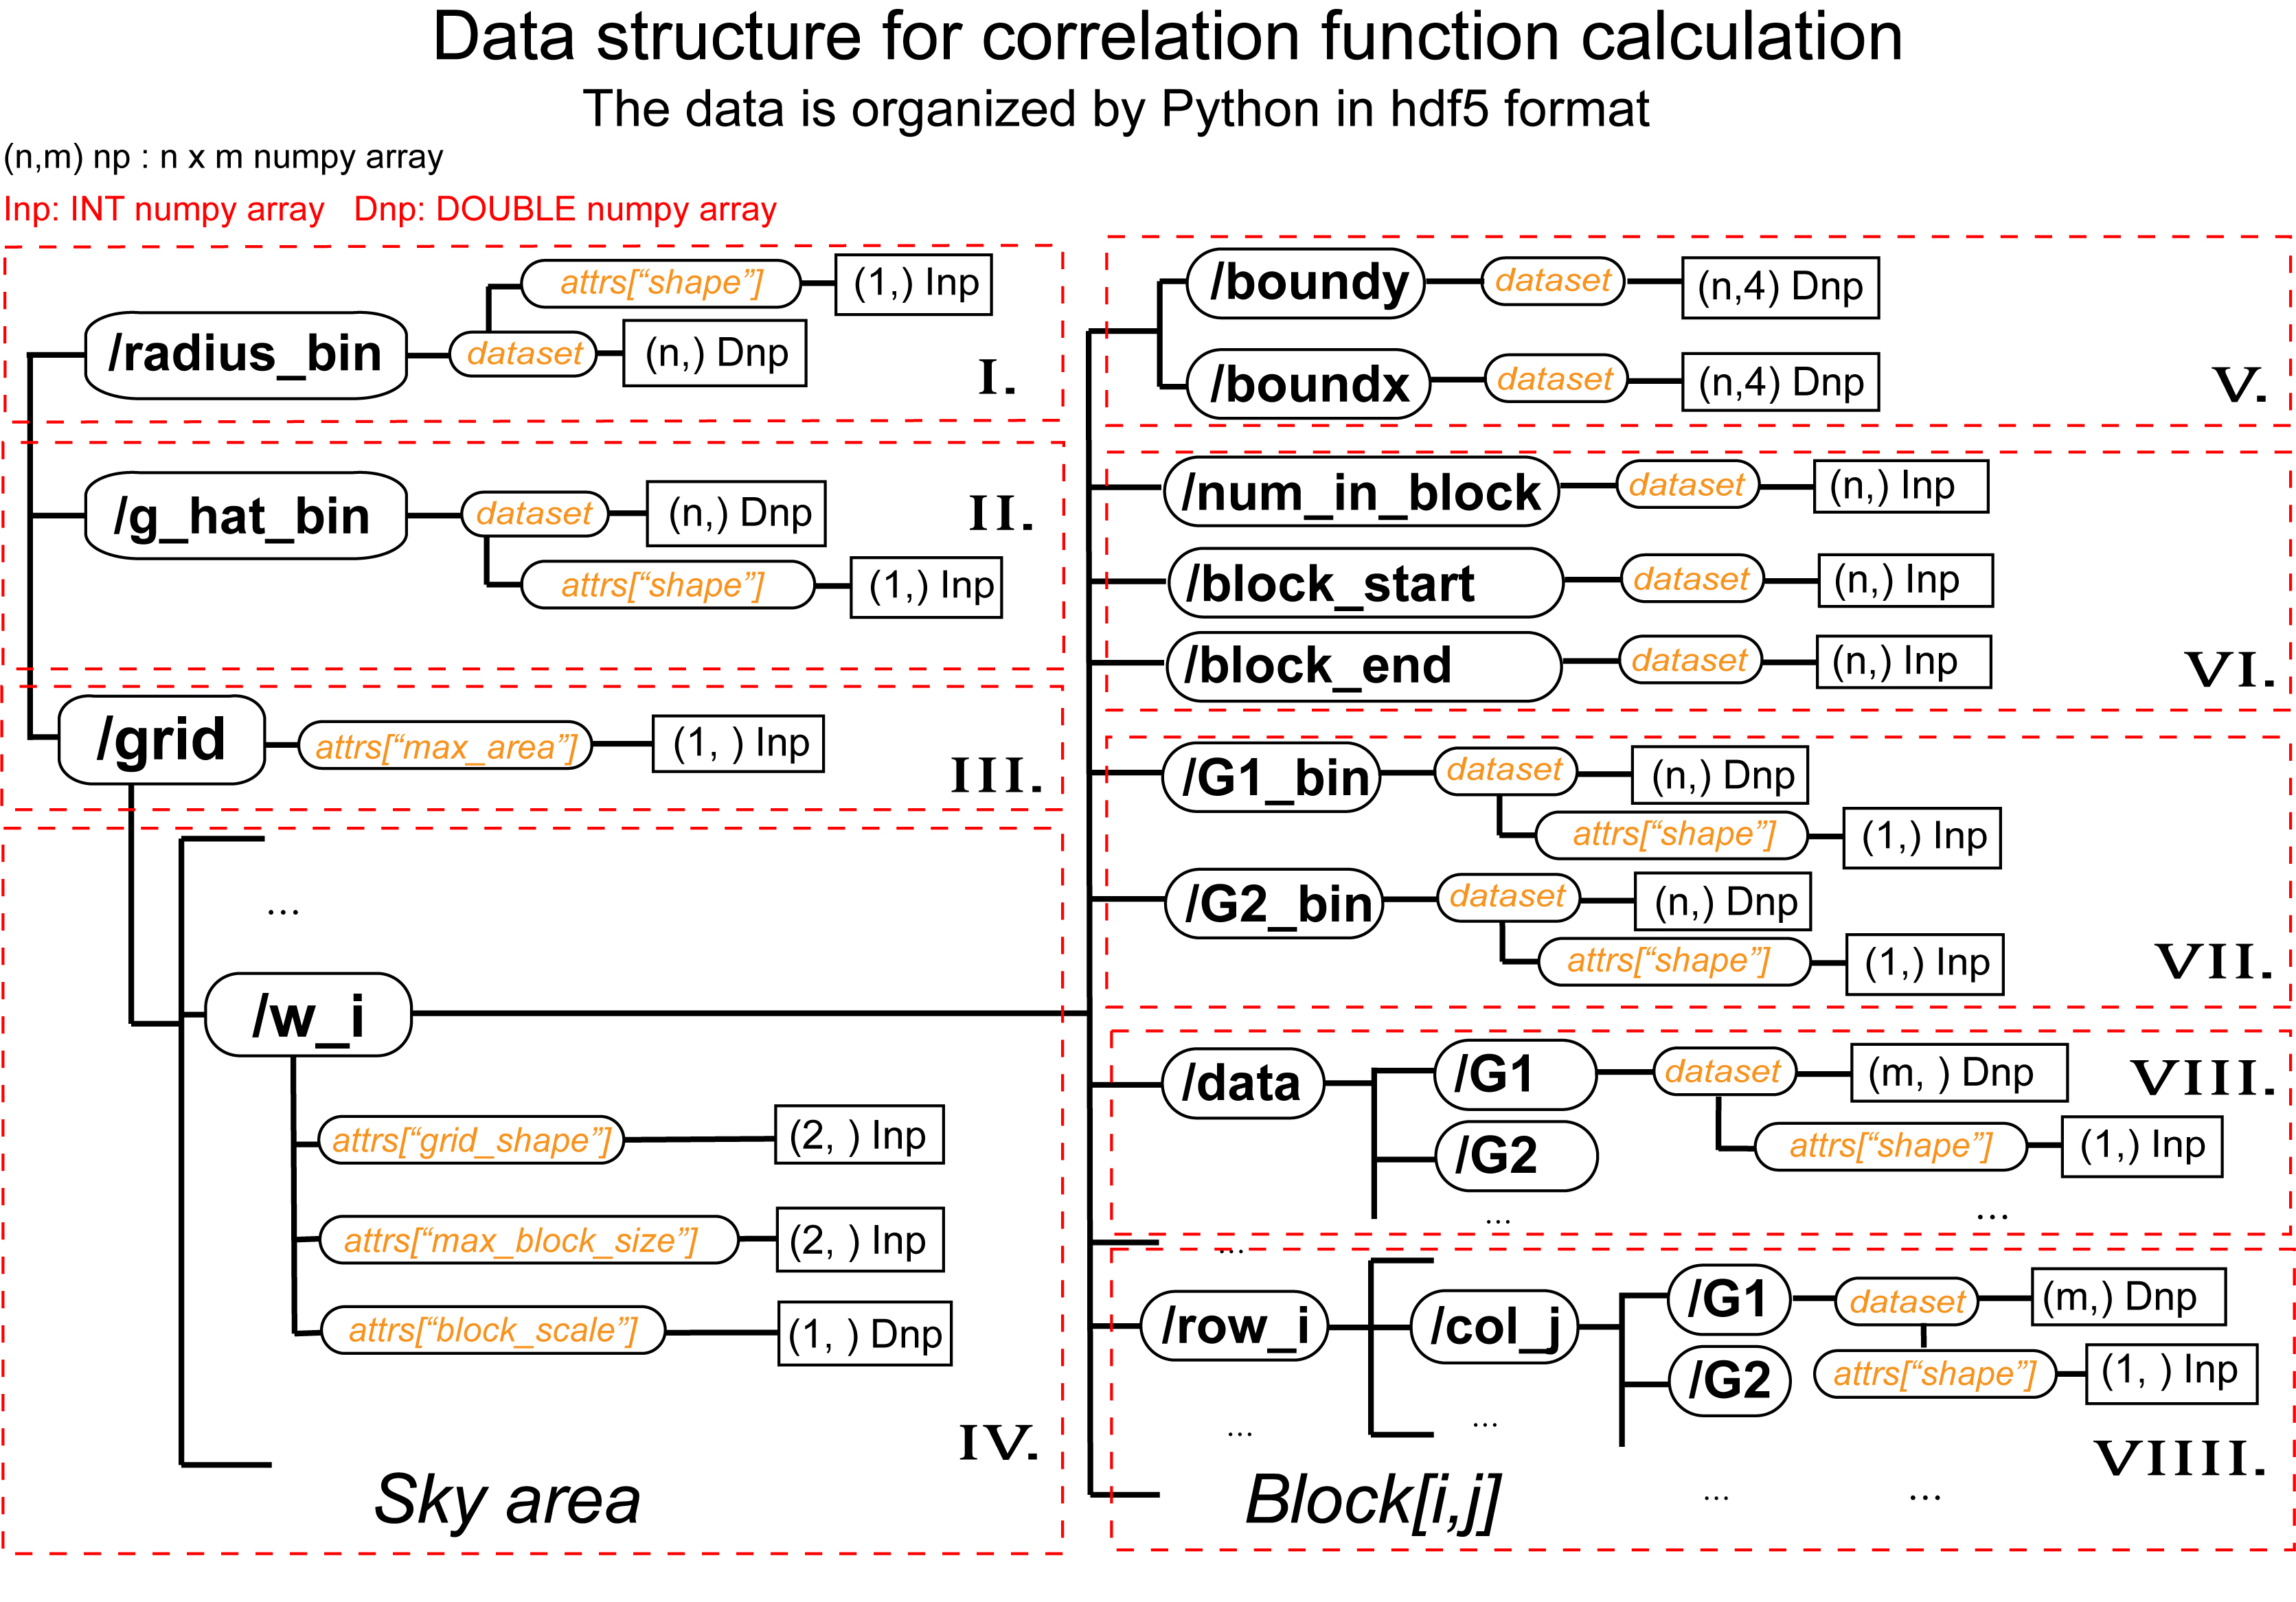 Data structure for correlation function calculation
The data is organized by Python in hdf5 format
(n,m) np : n x m numpy array
Inp: INT numpy array Dnp: DOUBLE numpy array
attrs[“shape”] (1,) Inp
/radius_bin dataset (n,) Dnp
I.
/g_hat_bin dataset (n,) Dnp
II.
attrs[“shape”] (1,) Inp
/grid attrs[“max_area”] (1, ) Inp
III.
...
/w_i
attrs[“grid_shape”] (2, ) Inp
attrs[“max_block_size”] (2, ) Inp
attrs[“block_scale”] (1, ) Dnp
IV.
Sky area
/boundy dataset (n,4) Dnp
/boundx dataset (n,4) Dnp
V.
/num_in_block dataset (n,) Inp
/block_start dataset (n,) Inp
/block_end dataset (n,) Inp
VI.
/G1_bin dataset (n,) Dnp
attrs[“shape”] (1,) Inp
/G2_bin dataset (n,) Dnp
attrs[“shape”] (1,) Inp
VII.
/data /G1 dataset (m, ) Dnp
VIII.
/G2 attrs[“shape”] (1,) Inp
... ...
...
/row_i /col_j /G1 dataset (m,) Dnp
/G2 attrs[“shape”] (1, ) Inp
... ...
VIIII.
Block[i,j] ... ...